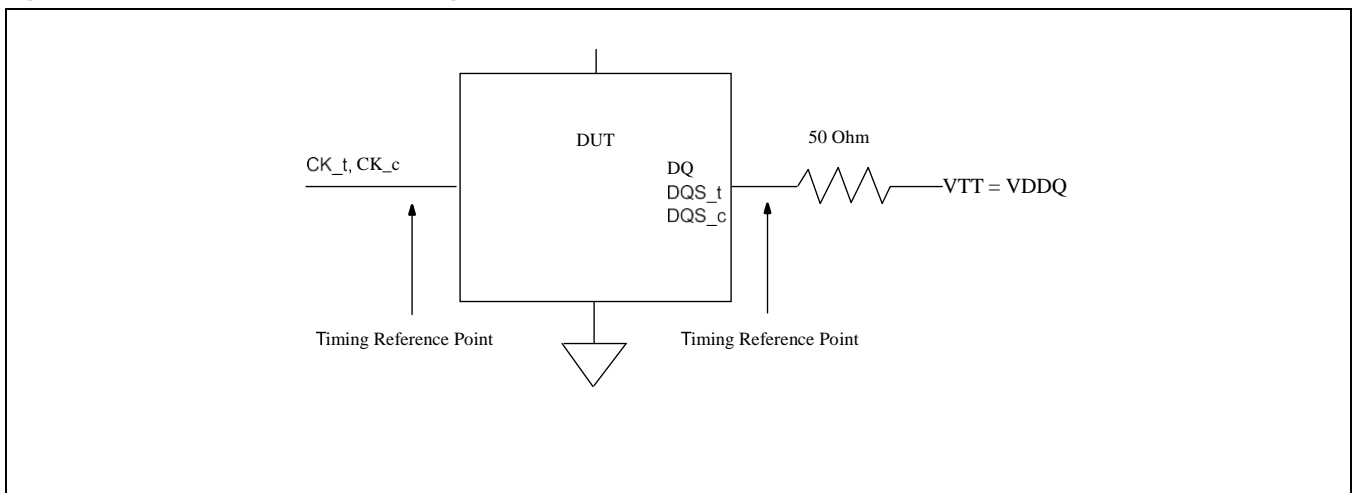 DUT
50 Ohm
CK_t, CK_c
DQ
DQS_t
DQS_c
VTT = VDDQ
Timing Reference Point
Timing Reference Point